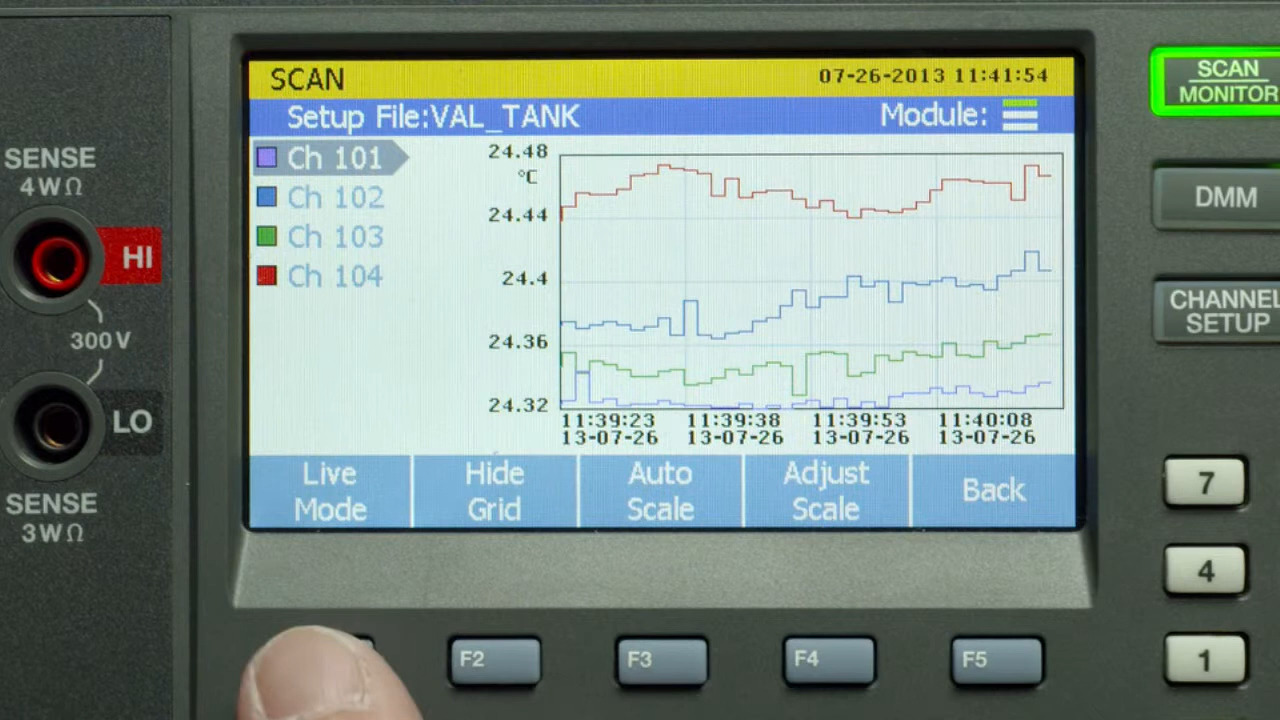 SCAN
07-26-2013 11:41:54
Setup File:VAL_TANK
Module:
Ch 101
Ch 102
Ch 103
Ch 104
24.48
°C
24.44
24.4
24.36
24.32
11:39:23 11:39:38 11:39:53 11:40:08
13-07-26 13-07-26 13-07-26 13-07-26
Live
Mode
Hide
Grid
Auto
Scale
Adjust
Scale
Back
SENSE
4WΩ
HI
300V
LO
SENSE
3WΩ
F2
F3
F4
F5
SCAN
MONITOR
DMM
CHANNEL
SETUP
7
4
1